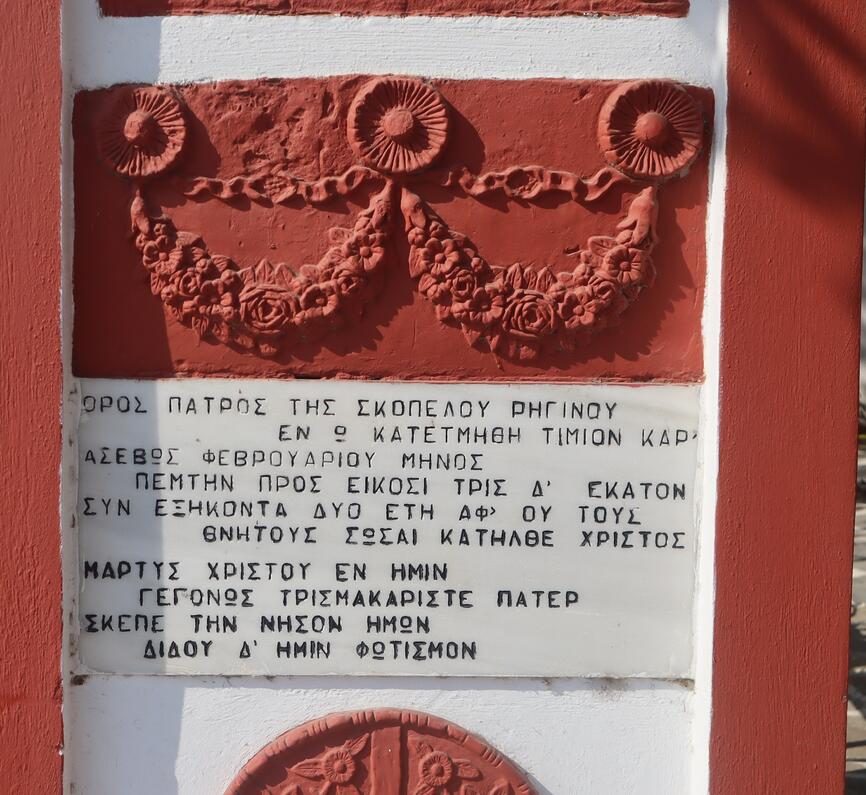 ΟΡΟΣ ΠΑΤΡΟΣ ΤΗΣ ΣΚΟΠΕΛΟΥ ΡΗΓΙΝΟΥ
ΕΝ Ω ΚΑΤΕΤΜΗΘΗ ΤΙΜΙΟΝ ΚΑΡ'
ΑΣΕΒΩΣ ΦΕΒΡΟΥΑΡΙΟΥ ΜΗΝΟΣ
ΠΕΜΤΗΝ ΠΡΟΣ ΕΙΚΟΣΙ ΤΡΙΣ Δ' ΕΚΑΤΟΝ
ΣΥΝ ΕΞΗΚΟΝΤΑ ΔΥΟ ΕΤΗ ΑΦ' ΟΥ ΤΟΥΣ
ΘΝΗΤΟΥΣ ΣΩΣΑΙ ΚΑΤΗΛΘΕ ΧΡΙΣΤΟΣ
ΜΑΡΤΥΣ ΧΡΙΣΤΟΥ ΕΝ ΗΜΙΝ
ΓΕΓΟΝΩΣ ΤΡΙΣΜΑΚΑΡΙΣΤΕ ΠΑΤΕΡ
ΣΚΕΠΕ ΤΗΝ ΝΗΣΟΝ ΗΜΩΝ
ΔΙΔΟΥ Δ' ΗΜΙΝ ΦΩΤΙΣΜΟΝ